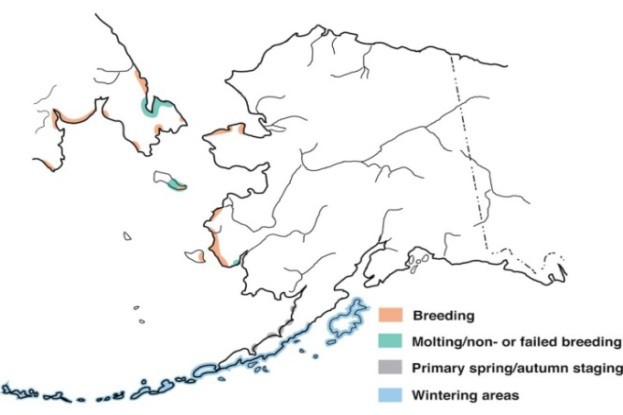 Breeding
Molting/non- or failed breeding
Primary spring/autumn staging
Wintering areas